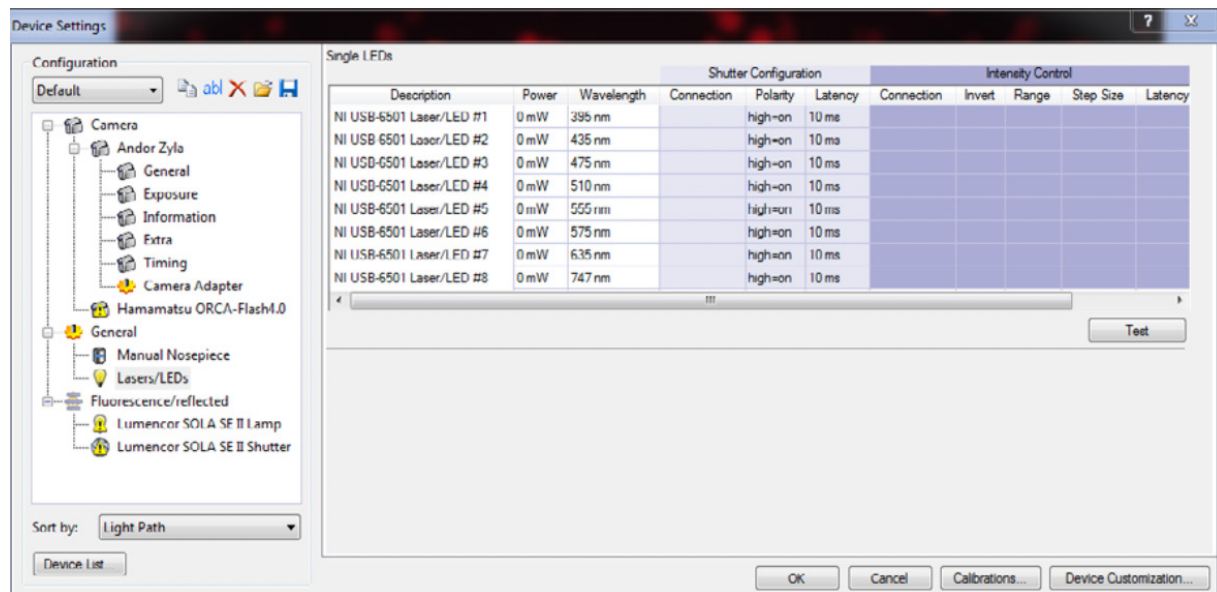 Device Settings
Configuration
Default
abl
Camera
Andor Zyla
General
Exposure
Information
Extra
Timing
Camera Adapter
Hamamatsu ORCA-Flash4.0
General
Manual Nosepiece
Lasers/LEDs
Fluorescence/reflected
Lumencor SOLA SE II Lamp
Lumencor SOLA SE II Shutter
Sort by: Light Path
Device List...
Single LEDs
Shutter Configuration Intensity Control
Description Power Wavelength Connection Polarity Latency Connection Invert Range Step Size Latency
NI USB-6501 Laser/LED #1 0 mW 395 nm high=on 10 ms
NI USB-6501 Laser/LED #2 0 mW 435 nm high=on 10 ms
NI USB-6501 Laser/LED #3 0 mW 475 nm high=on 10 ms
NI USB-6501 Laser/LED #4 0 mW 510 nm high=on 10 ms
NI USB-6501 Laser/LED #5 0 mW 555 nm high=on 10 ms
NI USB-6501 Laser/LED #6 0 mW 575 nm high=on 10 ms
NI USB-6501 Laser/LED #7 0 mW 635 nm high=on 10 ms
NI USB-6501 Laser/LED #8 0 mW 747 nm high=on 10 ms
Test
OK Cancel Calibrations... Device Customization...